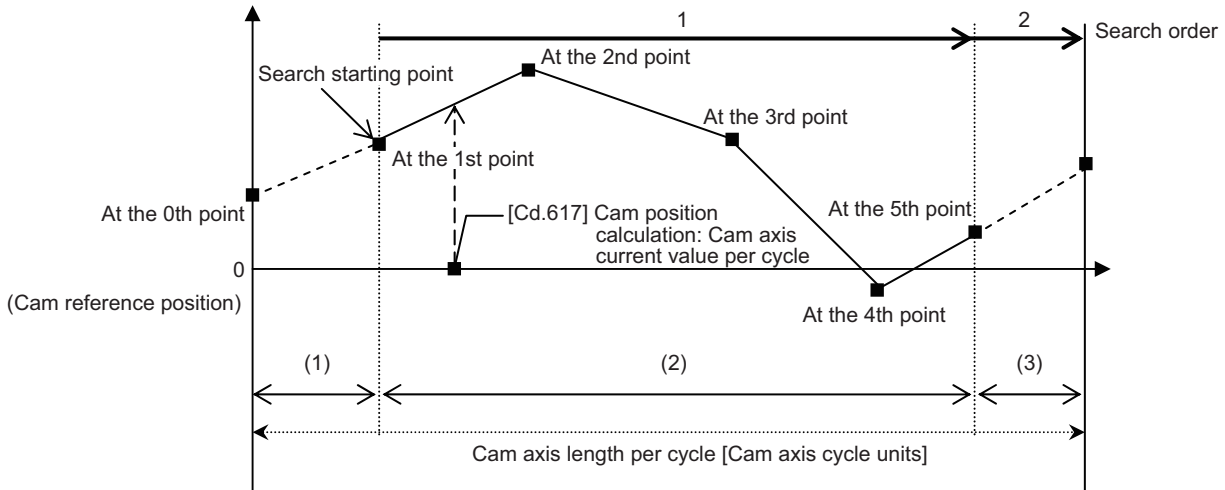 1
2
Search order
At the 2nd point
Search starting point
At the 3rd point
At the 1st point
At the 0th point
[Cd.617] Cam position
calculation: Cam axis
current value per cycle
At the 5th point
0
(Cam reference position)
At the 4th point
(1)
(2)
(3)
Cam axis length per cycle [Cam axis cycle units]